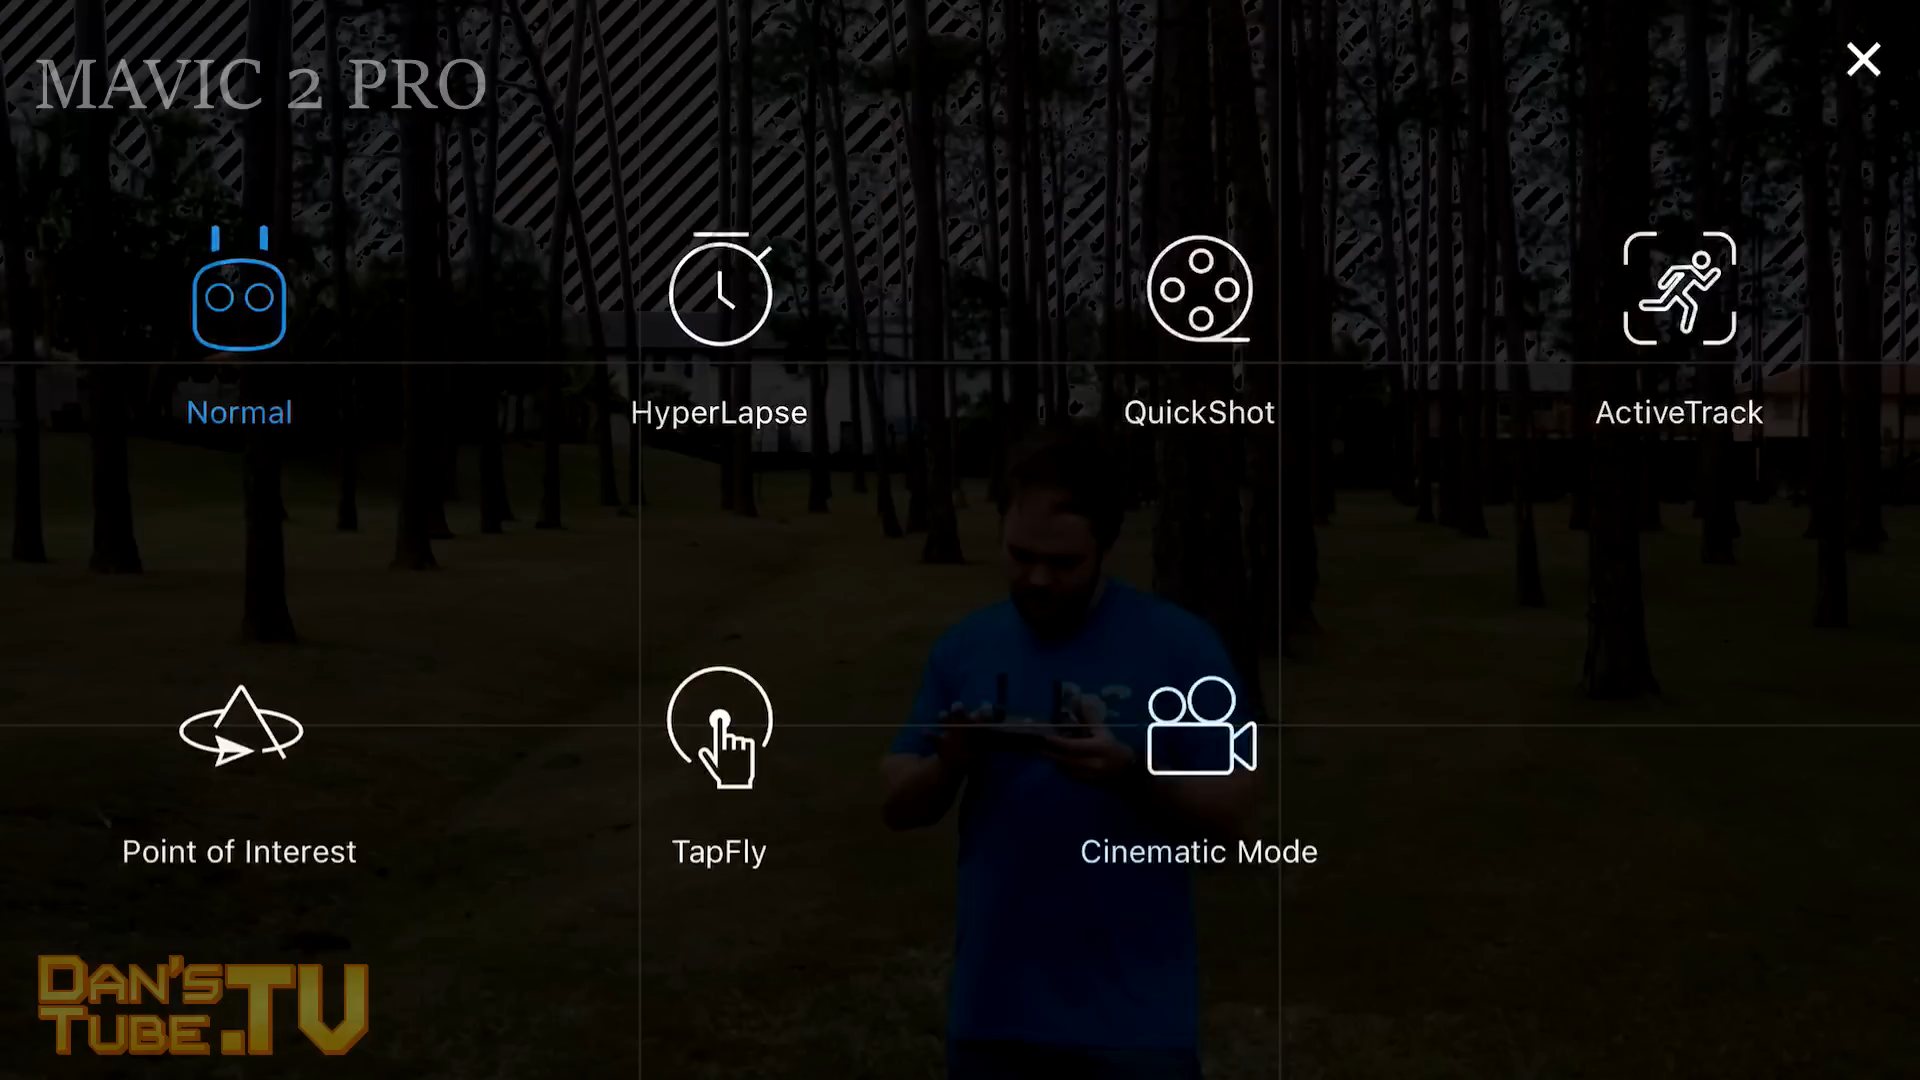 MAVIC 2 PRO
Normal
HyperLapse
QuickShot
ActiveTrack
Point of Interest
TapFly
Cinematic Mode
DAN'S
TUBE.TV